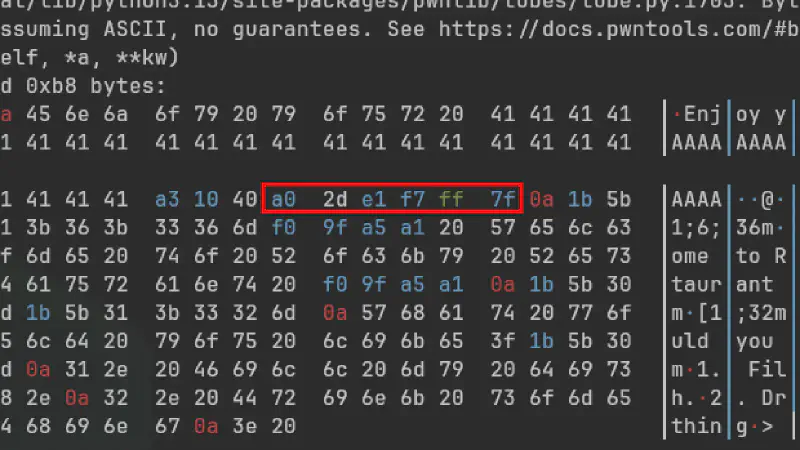 al/lib/python3.13/site-packages/pwnlib/tubes/tube.py:1703: Byt
ssuming ASCII, no guarantees. See https://docs.pwntools.com/#b
elf, *a, **kw)
d 0xb8 bytes:
a 45 6e 6a 6f 79 20 79 6f 75 72 20 41 41 41 41 │·Enj│oy y│
1 41 41 41 41 41 41 41 41 41 41 41 41 41 41 41 │AAAA│AAAA│
1 41 41 41 a3 10 40 a0 2d e1 f7 ff 7f 0a 1b 5b │AAAA│··@·│
1 3b 36 3b 33 33 36 6d f0 9f a5 a1 20 57 65 6c 63 │1;6;│36m·│
f 6d 65 20 74 6f 20 52 6f 63 6b 79 20 52 65 73 │ome │to R│
4 61 75 72 61 6e 74 20 f0 9f a5 a1 0a 1b 5b 30 │taur│ant │
d 1b 5b 31 3b 33 32 6d 0a 57 68 61 74 20 77 6f │m·[1│;32m│
5 6c 64 20 79 6f 75 20 6c 69 6b 65 3f 1b 5b 30 │uld │you │
d 0a 31 2e 20 46 69 6c 6c 20 6d 79 20 64 69 73 │m·1.│ Fil│
8 2e 0a 32 2e 20 44 72 69 6e 6b 20 73 6f 6d 65 │h.·2│. Dr│
4 68 69 6e 67 0a 3e 20 │thin│g·> │